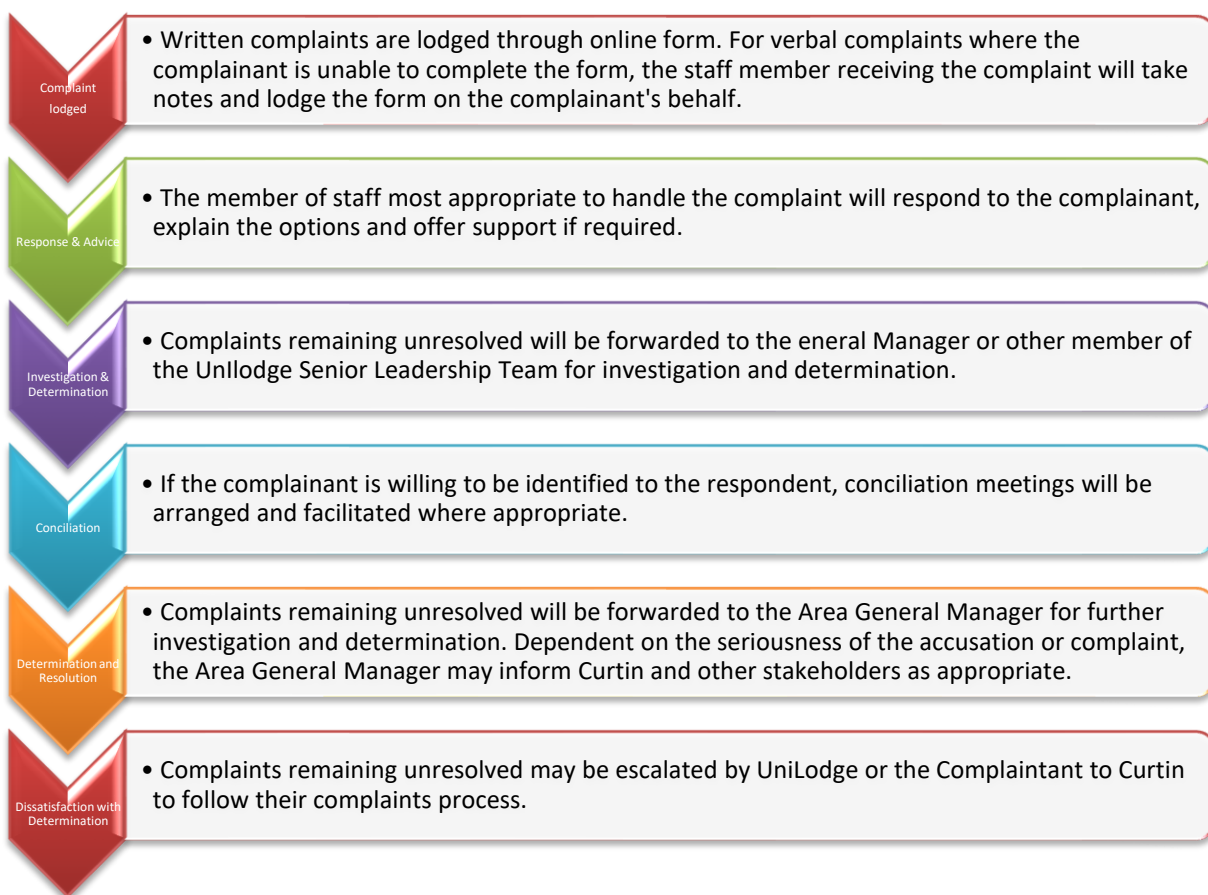 Complaint
lodged
• Written complaints are lodged through online form. For verbal complaints where the
complainant is unable to complete the form, the staff member receiving the complaint will take
notes and lodge the form on the complainant's behalf.
Response & Advice
• The member of staff most appropriate to handle the complaint will respond to the complainant,
explain the options and offer support if required.
Investigation &
Determination
• Complaints remaining unresolved will be forwarded to the eneral Manager or other member of
the UnIlodge Senior Leadership Team for investigation and determination.
Conciliation
• If the complainant is willing to be identified to the respondent, conciliation meetings will be
arranged and facilitated where appropriate.
Determination and
Resolution
• Complaints remaining unresolved will be forwarded to the Area General Manager for further
investigation and determination. Dependent on the seriousness of the accusation or complaint,
the Area General Manager may inform Curtin and other stakeholders as appropriate.
Dissatisfaction with
Determination
• Complaints remaining unresolved may be escalated by UniLodge or the Complaintant to Curtin
to follow their complaints process.